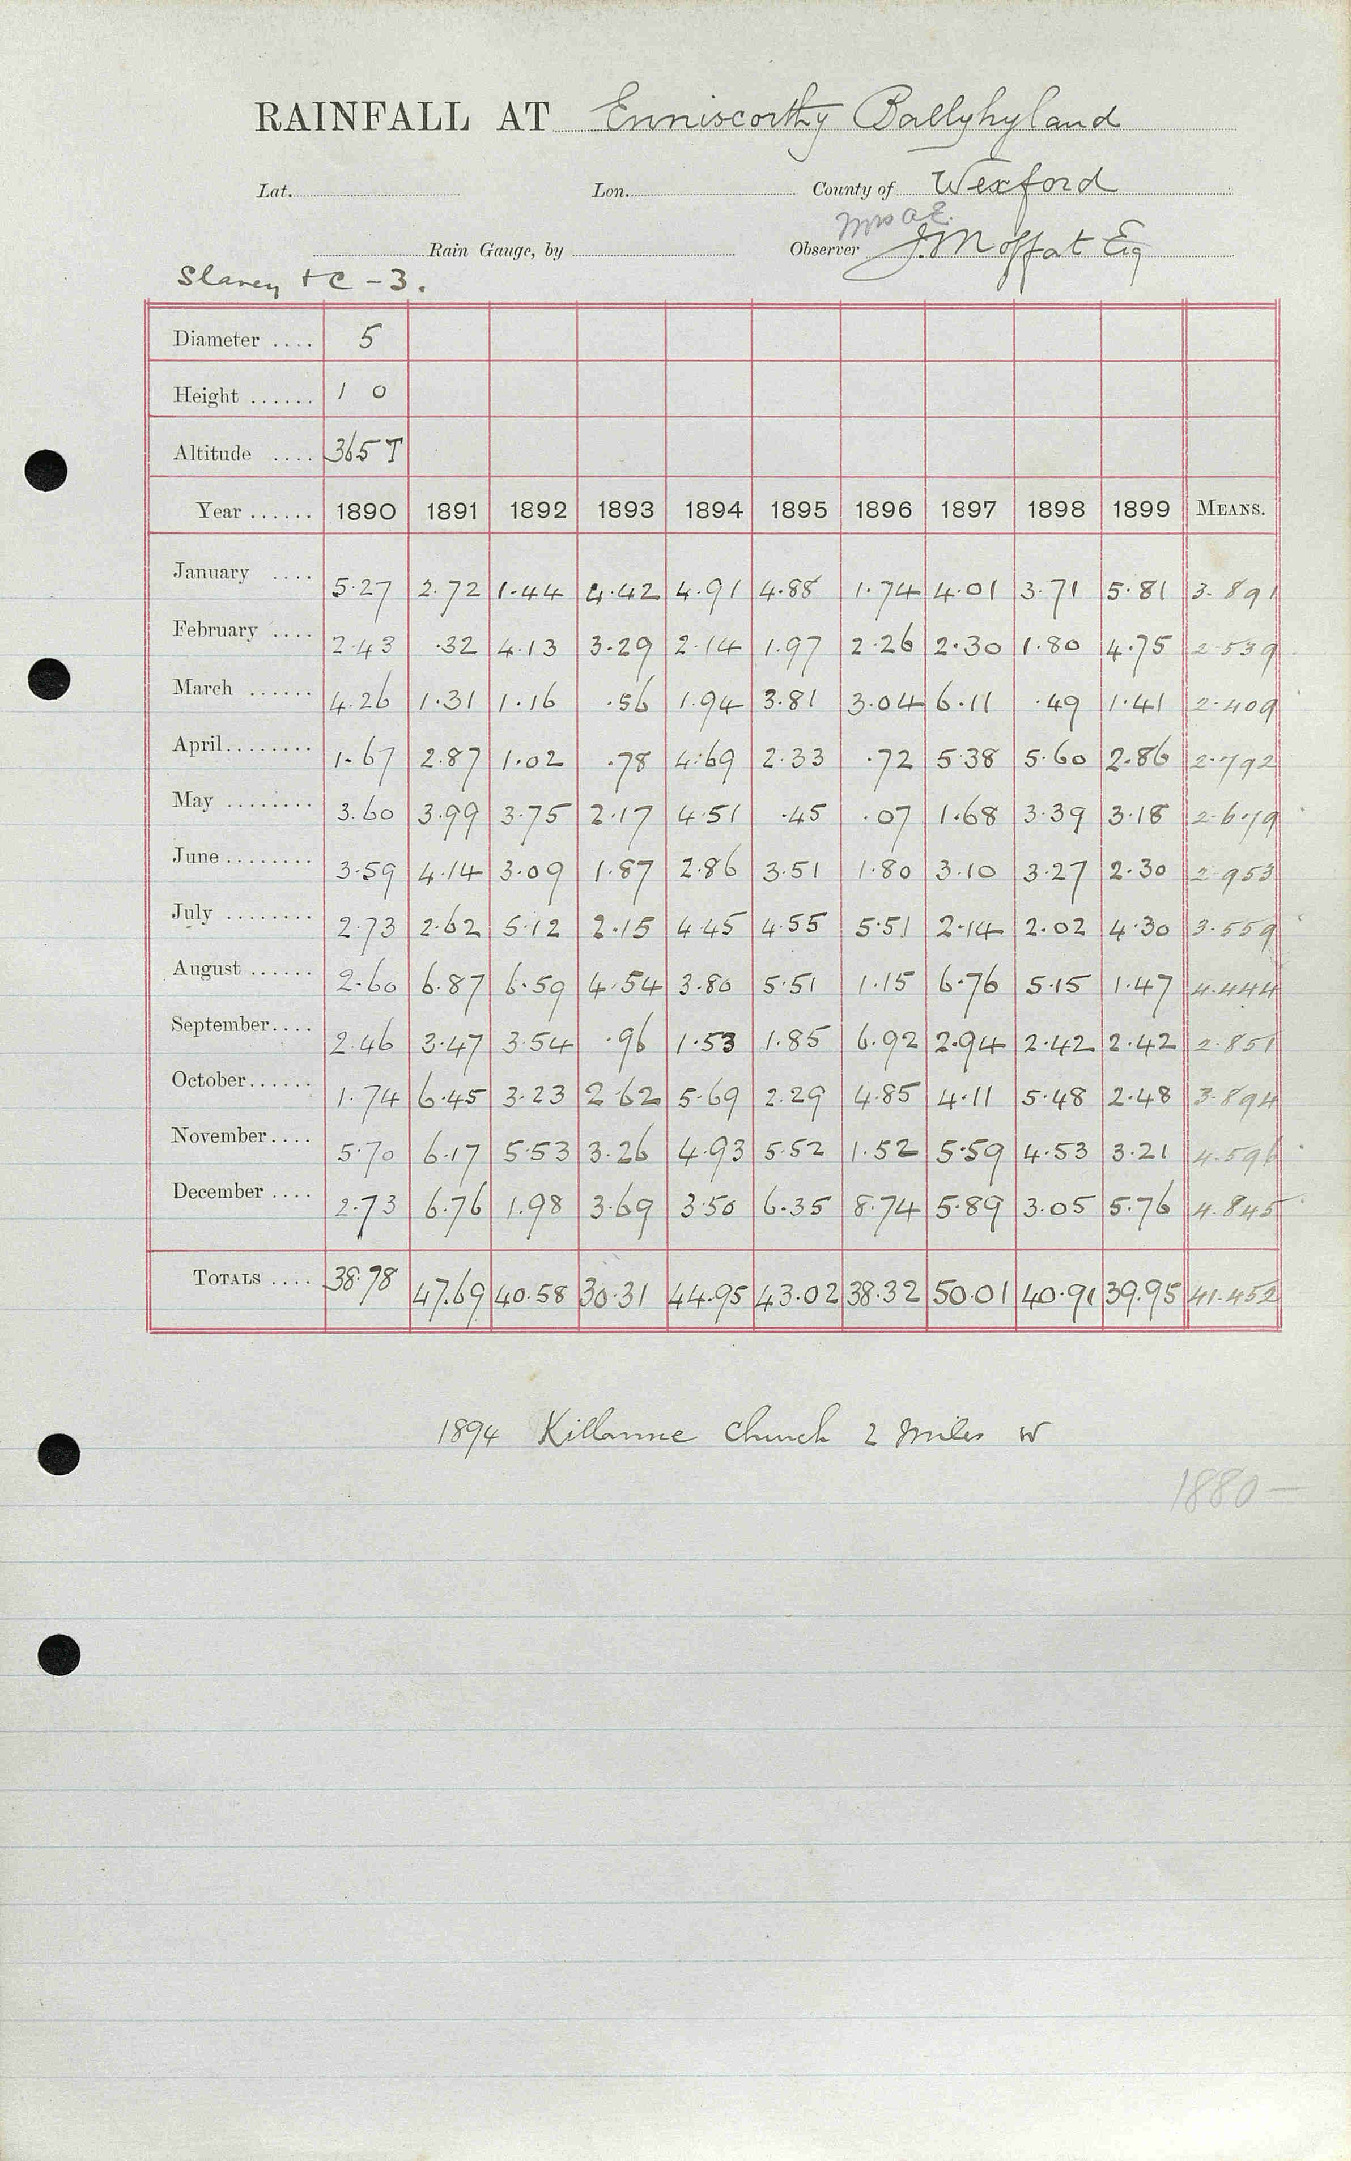 RAINFALL AT Enniscorthy Ballyhyland
Lat. Lon. County of Wexford
Mrs A.E.
Rain Gauge, by Observer J. Moffat Esq
Slaney + C - 3.
Diameter .... 5
Height ...... 1 0
Altitude .... 365 T
Year ...... 1890 1891 1892 1893 1894 1895 1896 1897 1898 1899 MEANS.
January .... 5.27 2.72 1.44 4.42 4.91 4.88 1.74 4.01 3.71 5.81 3.891
February .... 2.43 .32 4.13 3.29 2.14 1.97 2.26 2.30 1.80 4.75 2.539
March ...... 4.26 1.31 1.16 .56 1.94 3.81 3.04 6.11 .49 1.41 2.409
April........ 1.67 2.87 1.02 .78 4.69 2.33 .72 5.38 5.60 2.86 2.792
May ........ 3.60 3.99 3.75 2.17 4.51 .45 .07 1.68 3.39 3.18 2.679
June ........ 3.59 4.14 3.09 1.87 2.86 3.51 1.80 3.10 3.27 2.30 2.953
July ........ 2.73 2.62 5.12 2.15 4.45 4.55 5.51 2.14 2.02 4.30 3.559
August ...... 2.60 6.87 6.59 4.54 3.80 5.51 1.15 6.76 5.15 1.47 4.444
September.... 2.46 3.47 3.54 .96 1.53 1.85 6.92 2.94 2.42 2.42 2.851
October...... 1.74 6.45 3.23 2.62 5.69 2.29 4.85 4.11 5.48 2.48 3.894
November.... 5.70 6.17 5.53 3.26 4.93 5.52 1.52 5.59 4.53 3.21 4.596
December .... 2.73 6.76 1.98 3.69 3.50 6.35 8.74 5.89 3.05 5.76 4.845
TOTALS .... 38.78 47.69 40.58 30.31 44.95 43.02 38.32 50.01 40.91 39.95 41.452
1894 Killanne Church 2 miles W
1880 —